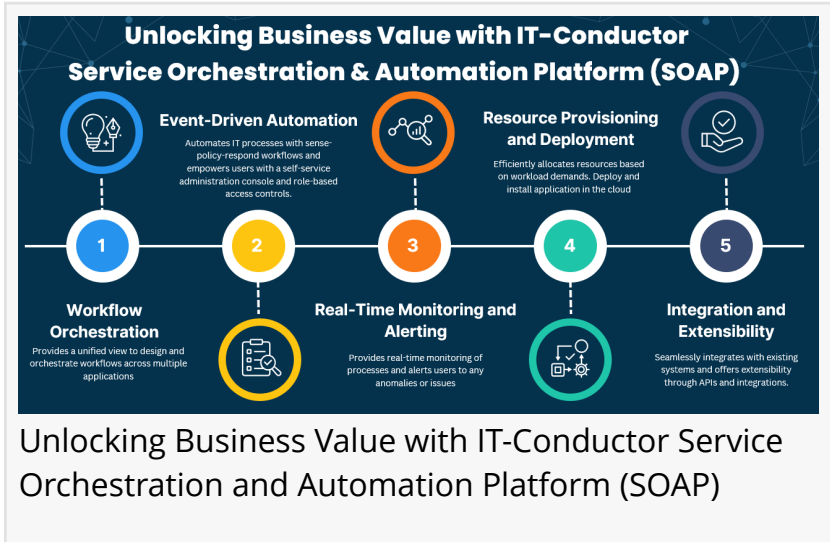 Unlocking Business Value with IT-Conductor
Service Orchestration & Automation Platform (SOAP)
Event-Driven Automation
Automates IT processes with sense-
policy-respond workflows and
empowers users with a self-service
administration console and role-based
access controls.
Resource Provisioning
and Deployment
Efficiently allocates resources based
on workload demands. Deploy and
install application in the cloud
1
2
3
4
5
Workflow
Orchestration
Provides a unified view to design and
orchestrate workflows across multiple
applications
Real-Time Monitoring and
Alerting
Provides real-time monitoring of
processes and alerts users to any
anomalies or issues
Integration and
Extensibility
Seamlessly integrates with existing
systems and offers extensibility
through APIs and integrations.
Unlocking Business Value with IT-Conductor Service
Orchestration and Automation Platform (SOAP)